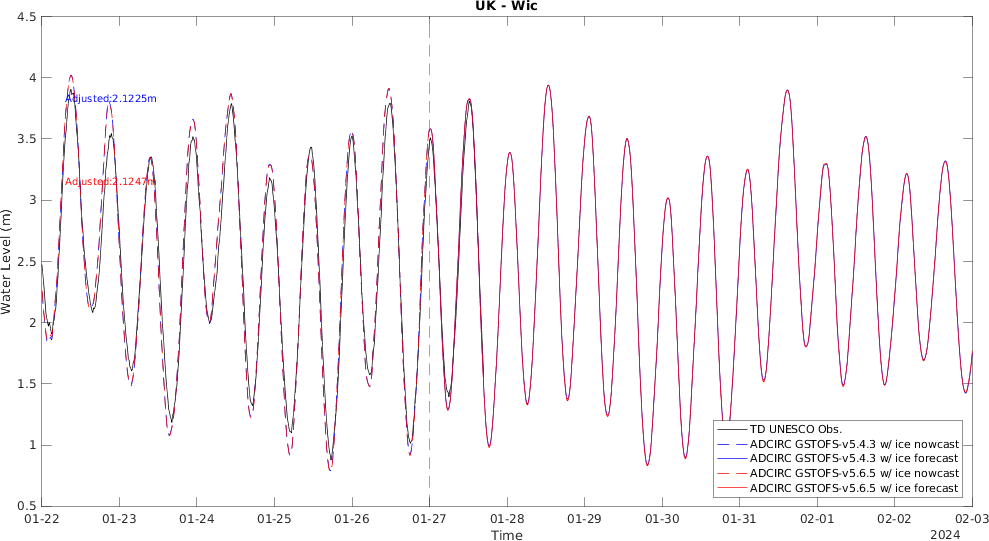 UK - Wic
4.5
4
3.5
3
2.5
2
1.5
1
0.5
Water Level (m)
Adjusted:2.1225m
Adjusted:2.1247m
TD UNESCO Obs.
ADCIRC GSTOFS-v5.4.3 w/ ice nowcast
ADCIRC GSTOFS-v5.4.3 w/ ice forecast
ADCIRC GSTOFS-v5.6.5 w/ ice nowcast
ADCIRC GSTOFS-v5.6.5 w/ ice forecast
01-22 01-23 01-24 01-25 01-26 01-27 01-28 01-29 01-30 01-31 02-01 02-02 02-03
Time
2024